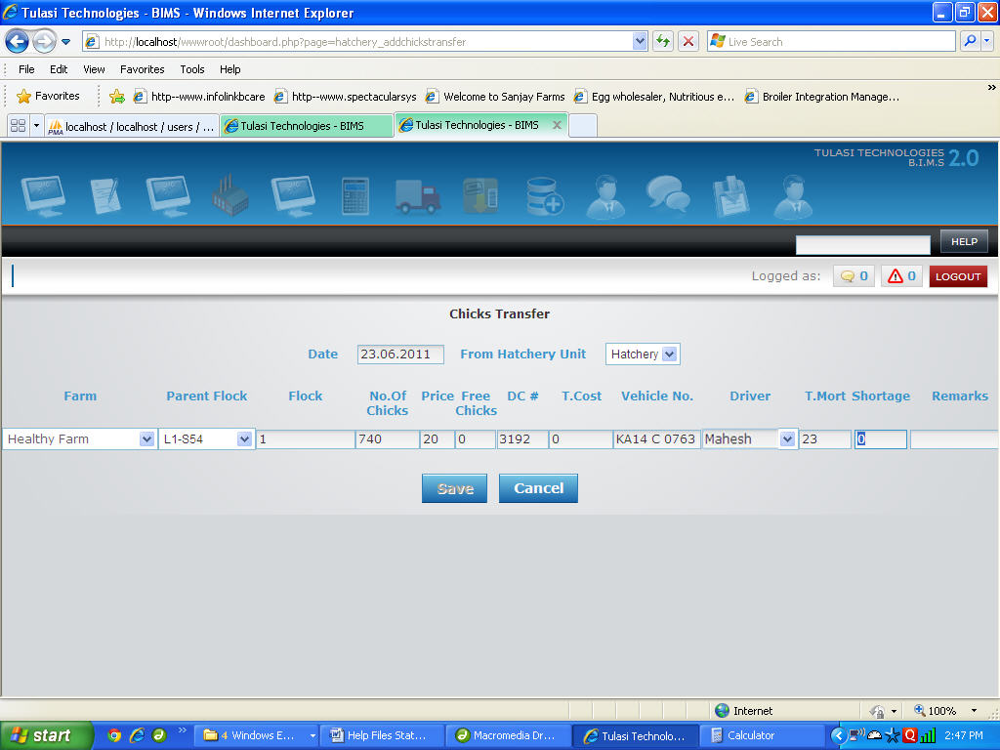 Tulasi Technologies - BIMS - Windows Internet Explorer
http://localhost/wwwroot/dashboard.php?page=hatchery_addchickstransfer
Live Search
File Edit View Favorites Tools Help
Favorites http--www.infolinkbcare http--www.spectacularsys Welcome to Sanjay Farms Egg wholesaler, Nutritious e... Broiler Integration Manage...
PMA localhost / localhost / users / ... Tulasi Technologies - BIMS Tulasi Technologies - BIMS
TULASI TECHNOLOGIES
B.I.M.S 2.0
HELP
Logged as: 0 0 LOGOUT
Chicks Transfer
Date 23.06.2011 From Hatchery Unit Hatchery
Farm Parent Flock Flock No.Of Chicks Price Free Chicks DC # T.Cost Vehicle No. Driver T.Mort Shortage Remarks
Healthy Farm L1-S54 1 740 20 0 3192 0 KA14 C 0763 Mahesh 23 0
Save Cancel
Internet 100%
start 4 Windows E... Help Files Stat... Macromedia Dr... Tulasi Technolo... Calculator 2:47 PM